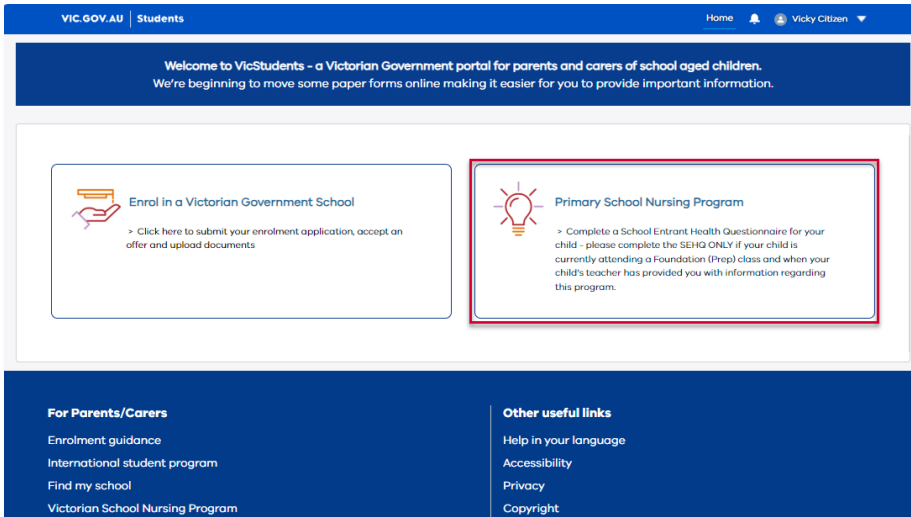 VIC.GOV.AU | Students
Home
Vicky Citizen
Welcome to VicStudents - a Victorian Government portal for parents and carers of school aged children.
We're beginning to move some paper forms online making it easier for you to provide important information.
Enrol in a Victorian Government School
> Click here to submit your enrolment application, accept an
offer and upload documents
Primary School Nursing Program
> Complete a School Entrant Health Questionnaire for your
child - please complete the SEHQ ONLY if your child is
currently attending a Foundation (Prep) class and when your
child's teacher has provided you with information regarding
this program.
For Parents/Carers
Enrolment guidance
International student program
Find my school
Victorian School Nursing Program
Other useful links
Help in your language
Accessibility
Privacy
Copyright